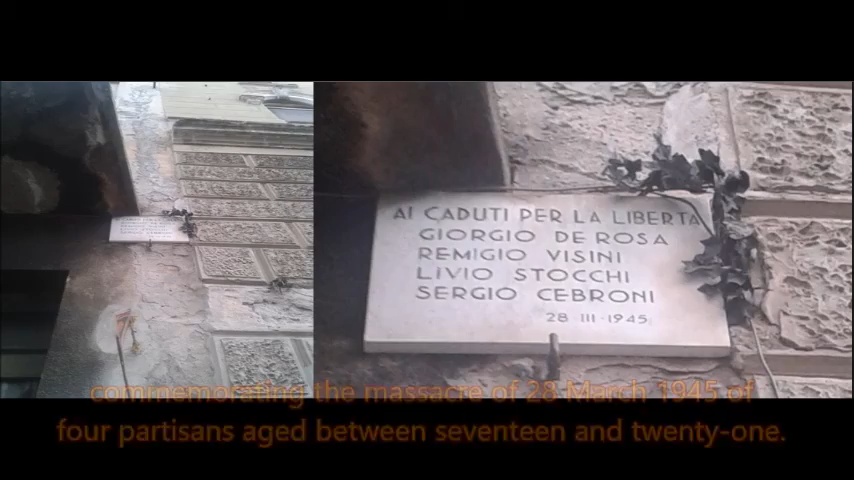 AI CADUTI PER LA LIBERTA
GIORGIO DE ROSA
REMIGIO VISINI
LIVIO STOCCHI
SERGIO CEBRONI
28 III 1945
commemorating the massacre of 28 March 1945 of
four partisans aged between seventeen and twenty-one.